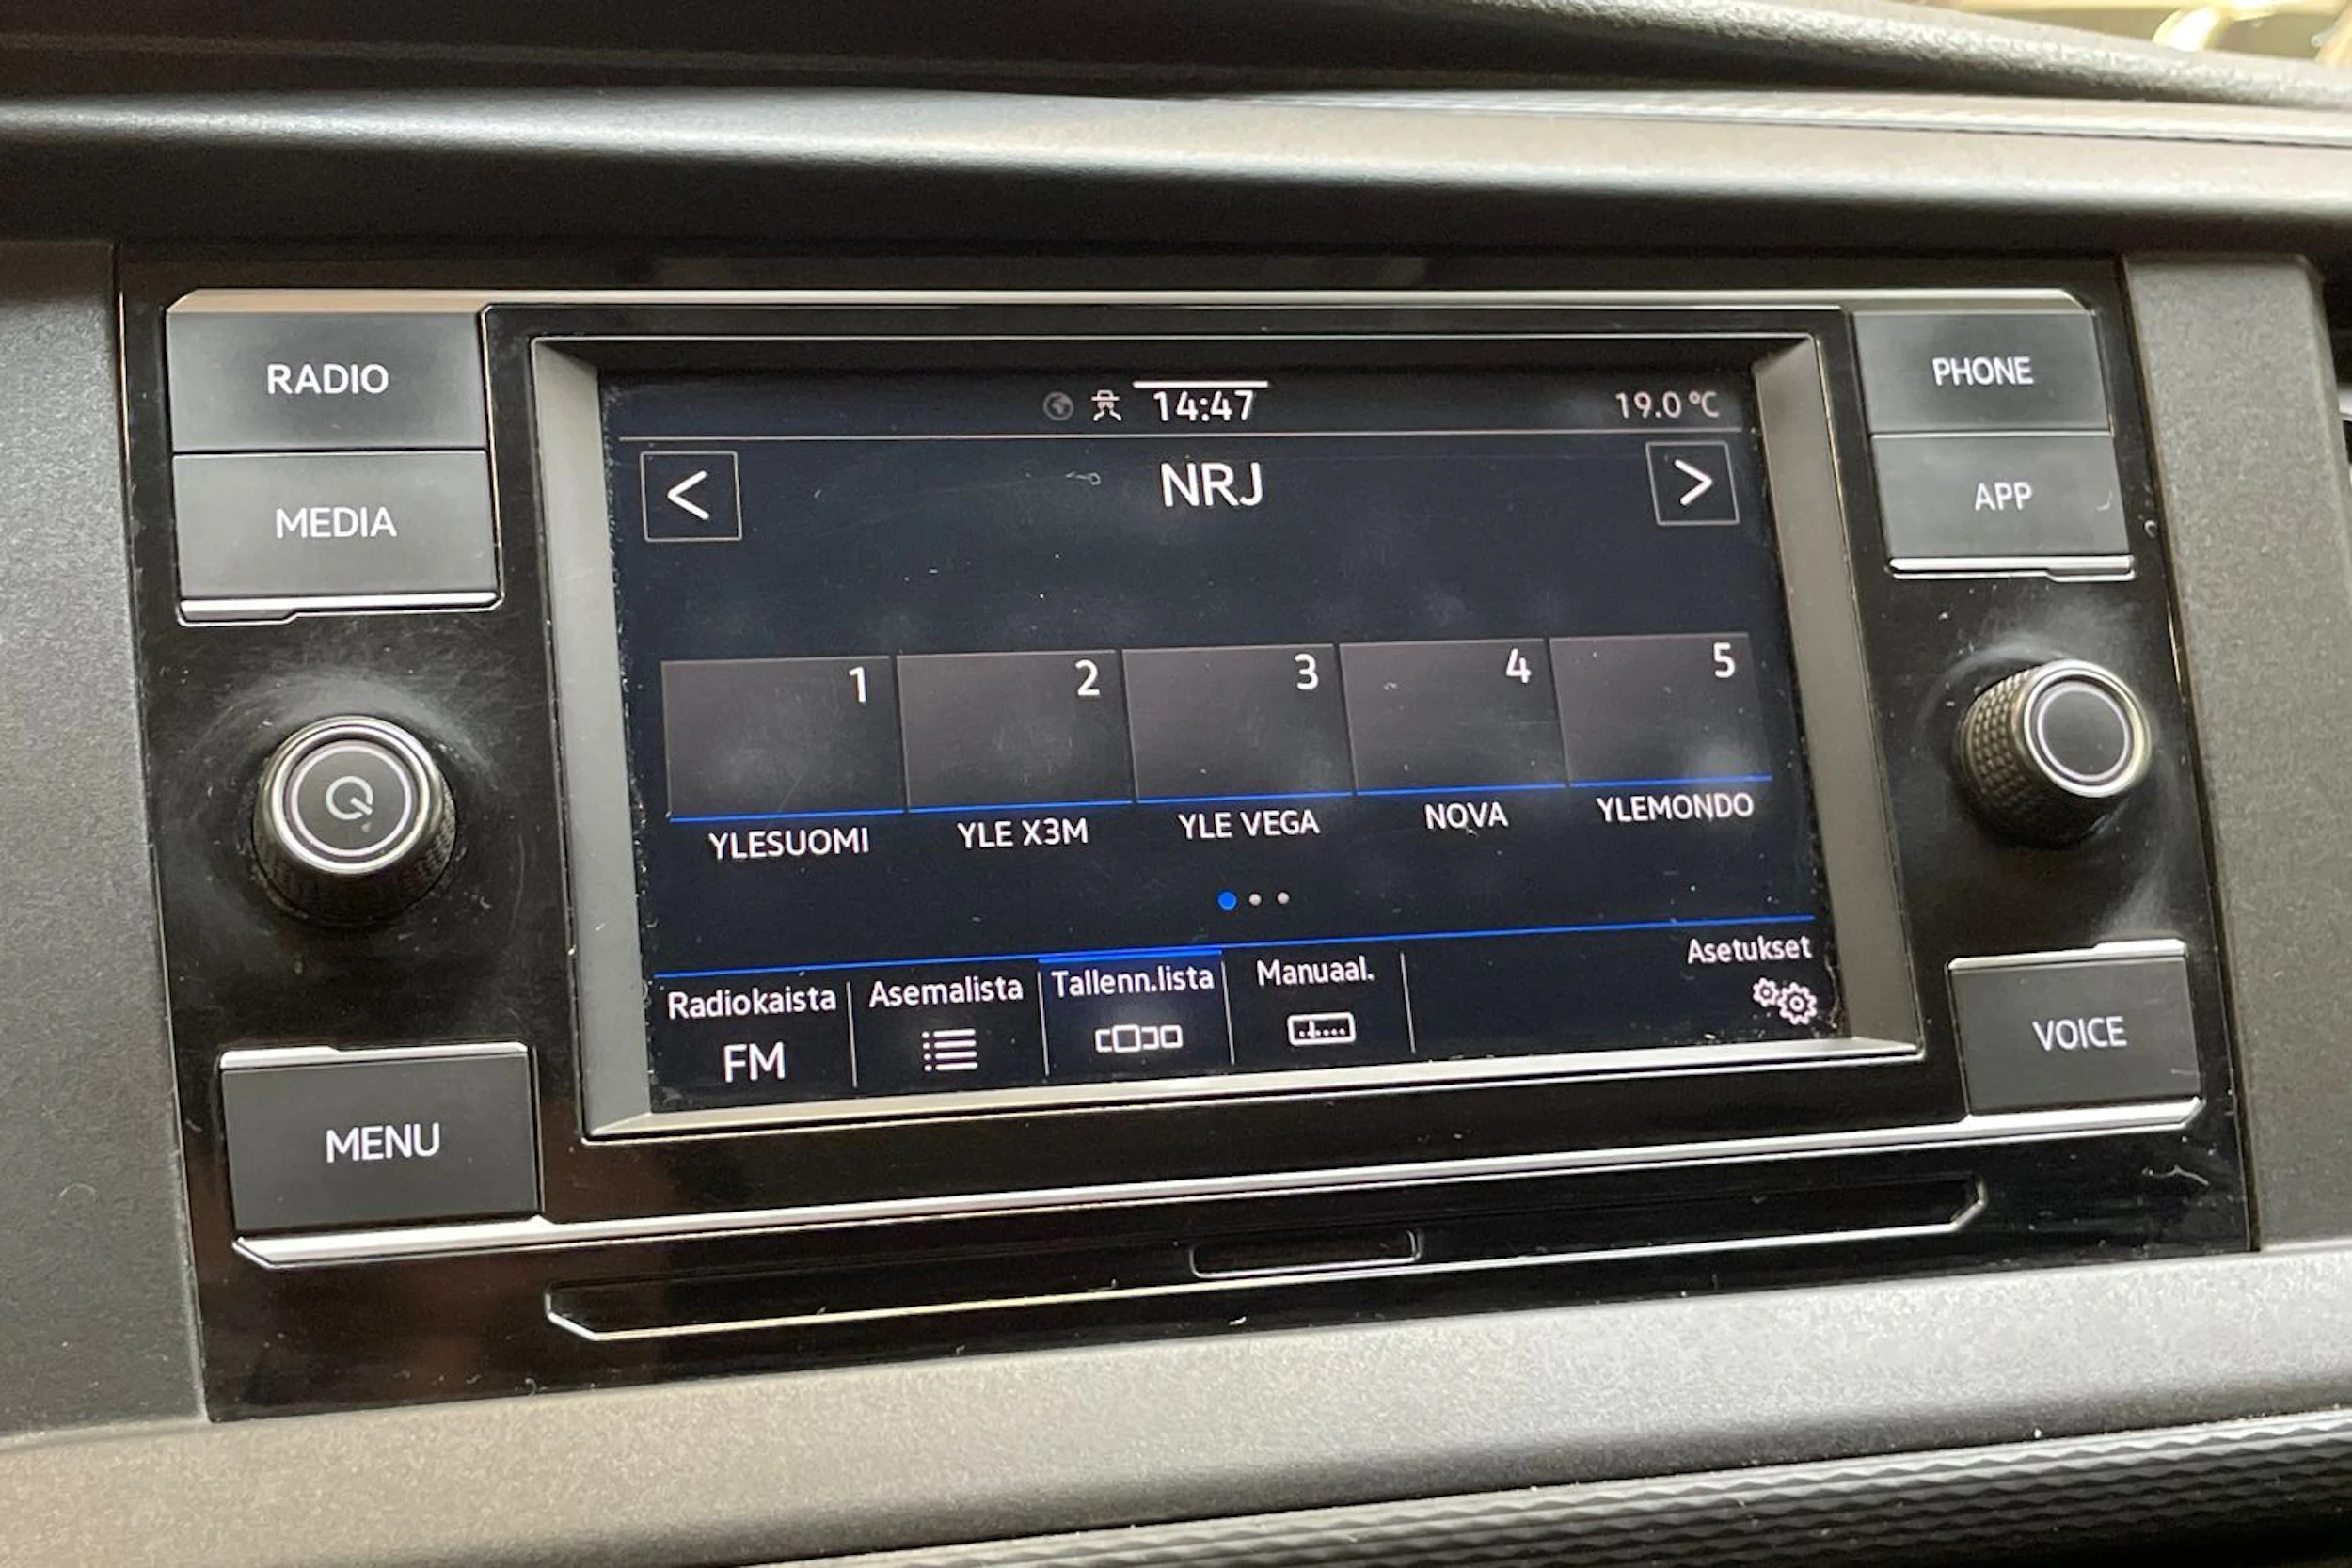 RADIO
MEDIA
MENU
14:47
19.0 °C
<
NRJ
>
1
2
3
4
5
YLESUOMI
YLE X3M
YLE VEGA
NOVA
YLEMONDO
Radiokaista
FM
Asemalista
Tallenn.lista
Manuaal.
Asetukset
PHONE
APP
VOICE